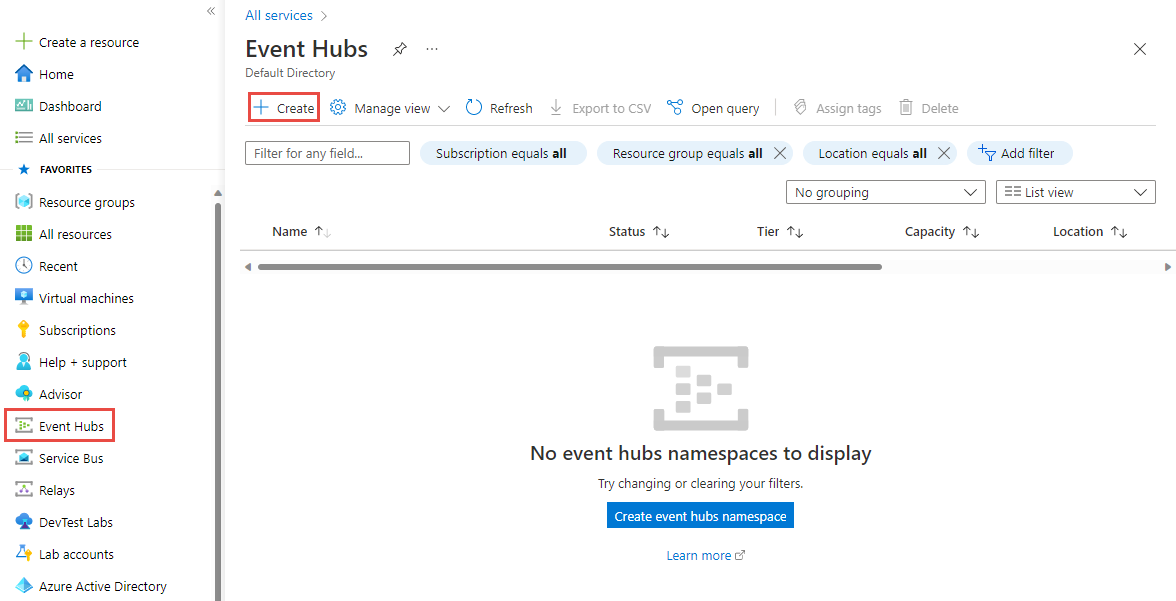 Create a resource
Home
Dashboard
All services
FAVORITES
Resource groups
All resources
Recent
Virtual machines
Subscriptions
Help + support
Advisor
Event Hubs
Service Bus
Relays
DevTest Labs
Lab accounts
Azure Active Directory
All services
Event Hubs
Default Directory
Create Manage view Refresh Export to CSV Open query Assign tags Delete
Filter for any field... Subscription equals all Resource group equals all Location equals all Add filter
No grouping List view
Name Status Tier Capacity Location
No event hubs namespaces to display
Try changing or clearing your filters.
Create event hubs namespace
Learn more